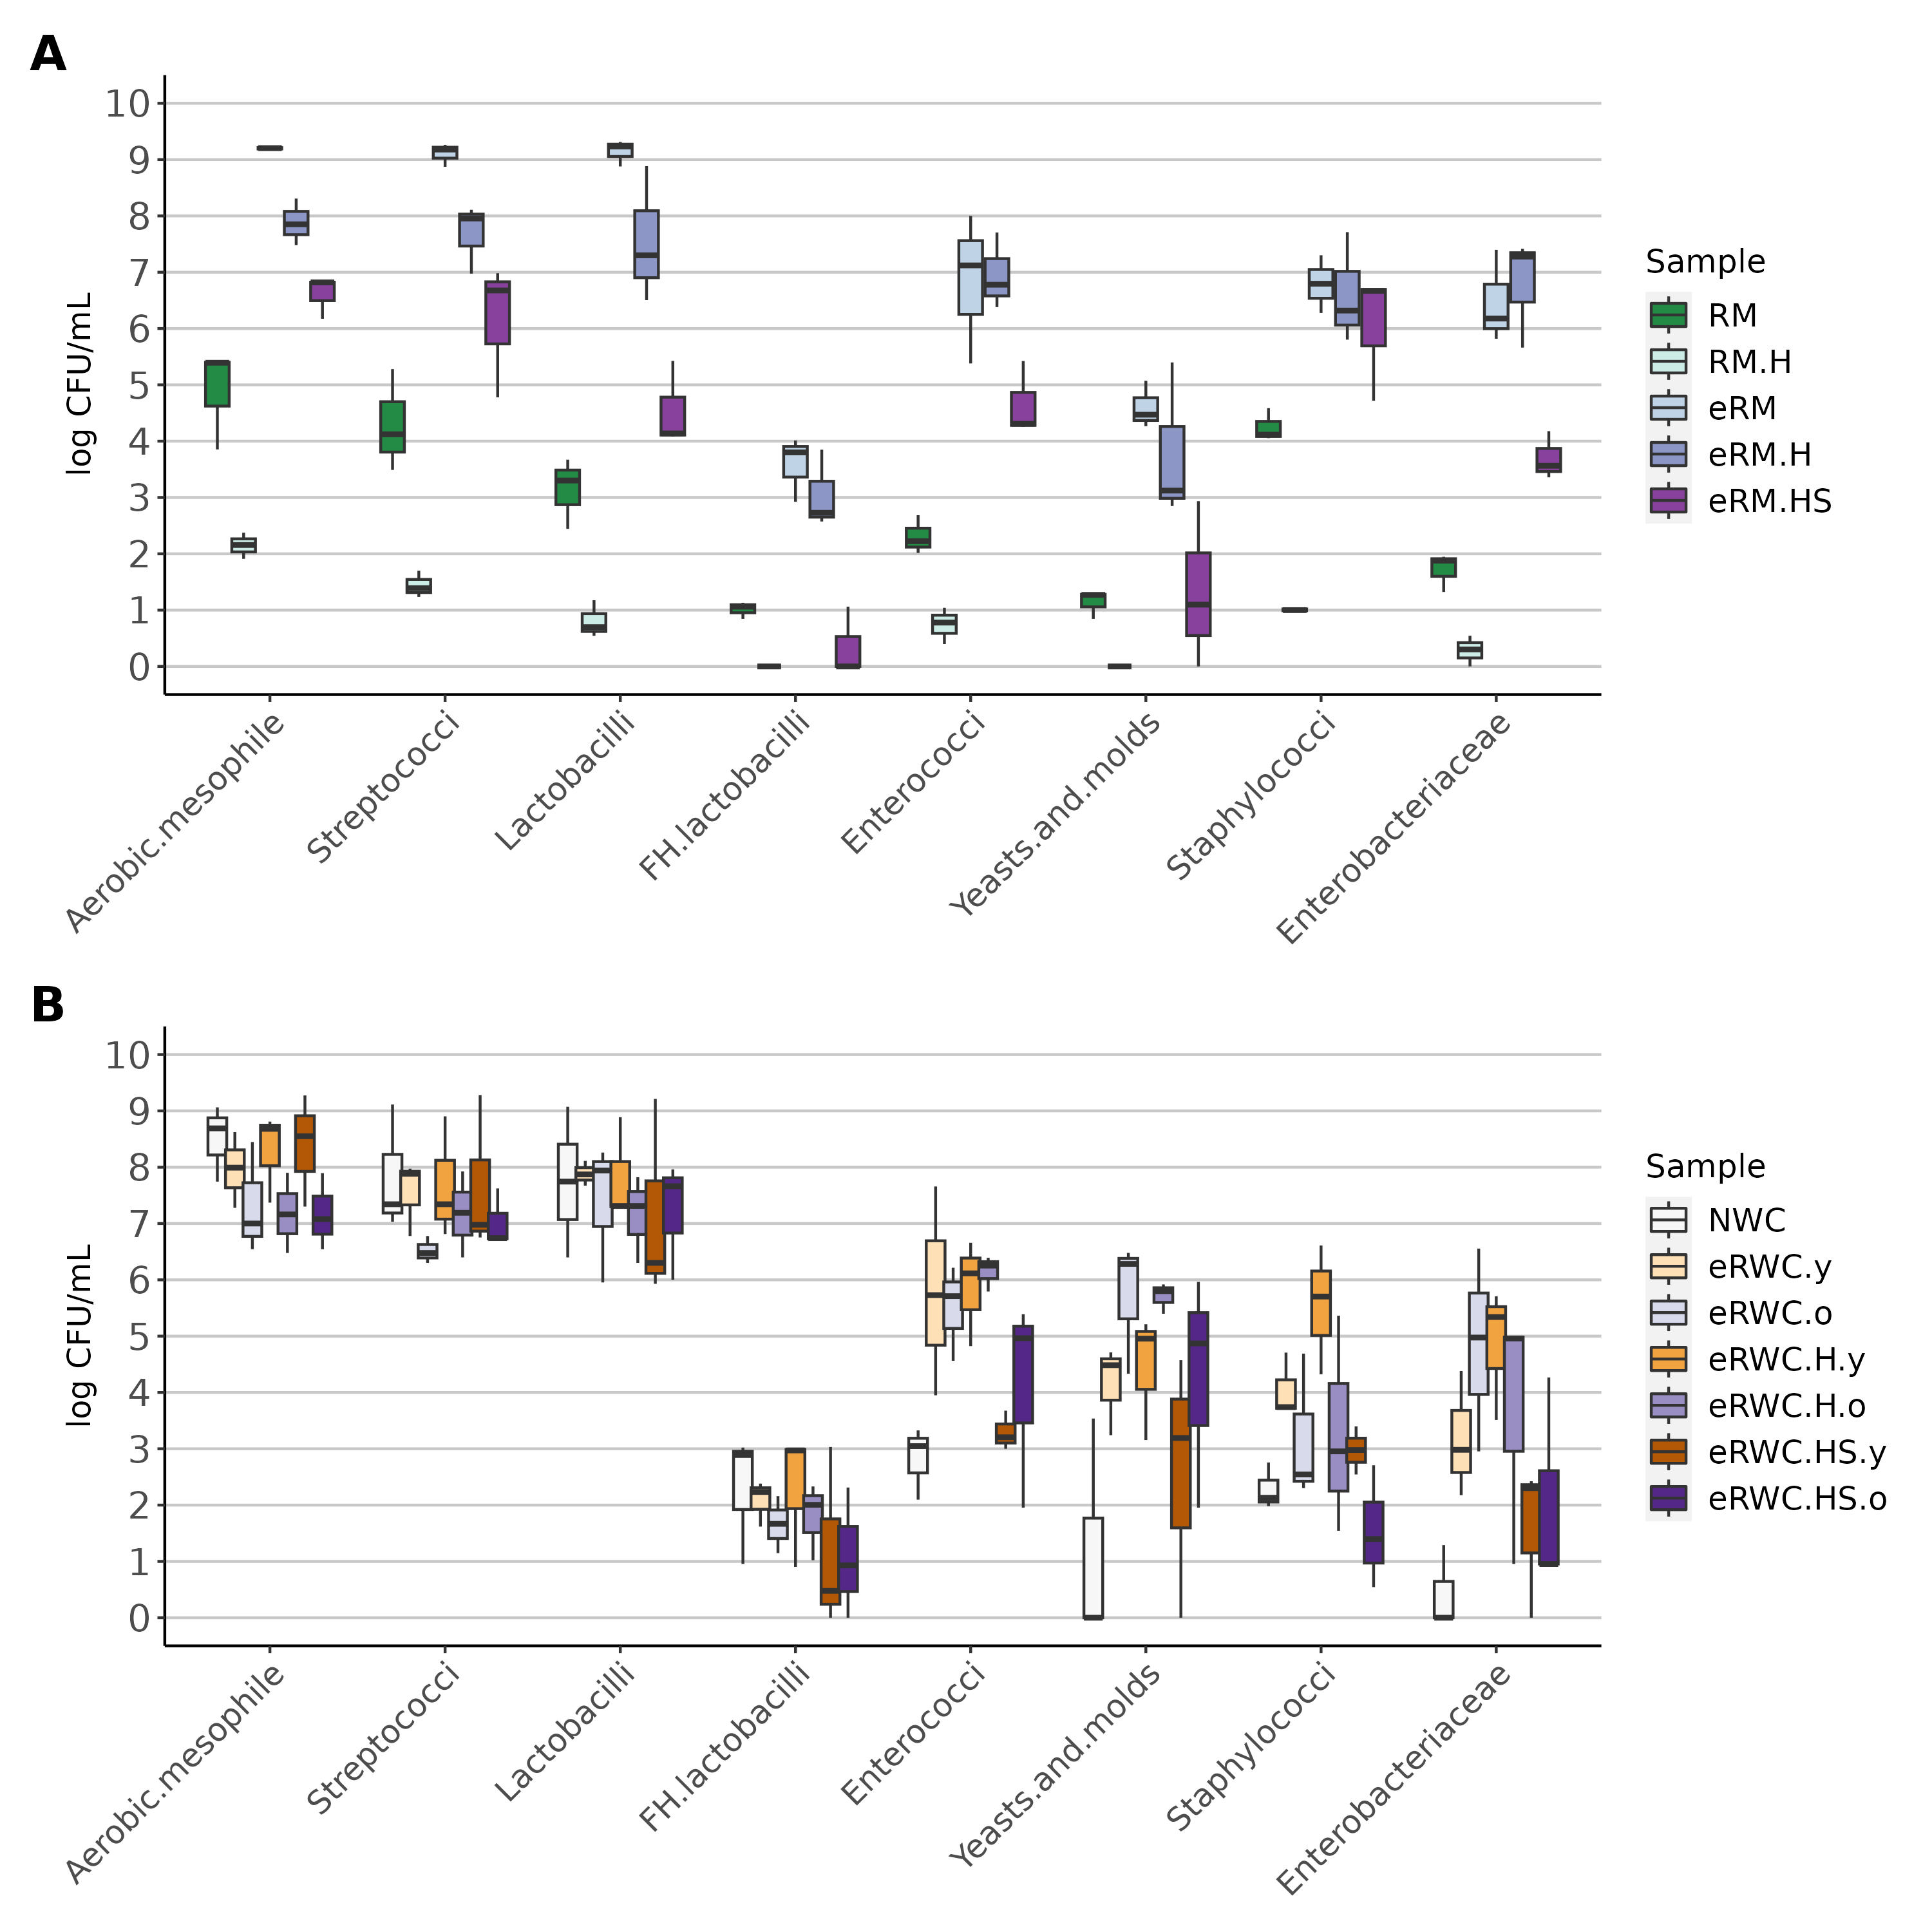 A
10
9
8
7
6
5
4
3
2
1
0
log CFU/mL
Aerobic.mesophile
Streptococci
Lactobacilli
FH.lactobacilli
Enterococci
Yeasts.and.molds
Staphylococci
Enterobacteriaceae
Sample
RM
RM.H
eRM
eRM.H
eRM.HS
B
10
9
8
7
6
5
4
3
2
1
0
log CFU/mL
Aerobic.mesophile
Streptococci
Lactobacilli
FH.lactobacilli
Enterococci
Yeasts.and.molds
Staphylococci
Enterobacteriaceae
Sample
NWC
eRWC.y
eRWC.o
eRWC.H.y
eRWC.H.o
eRWC.HS.y
eRWC.HS.o